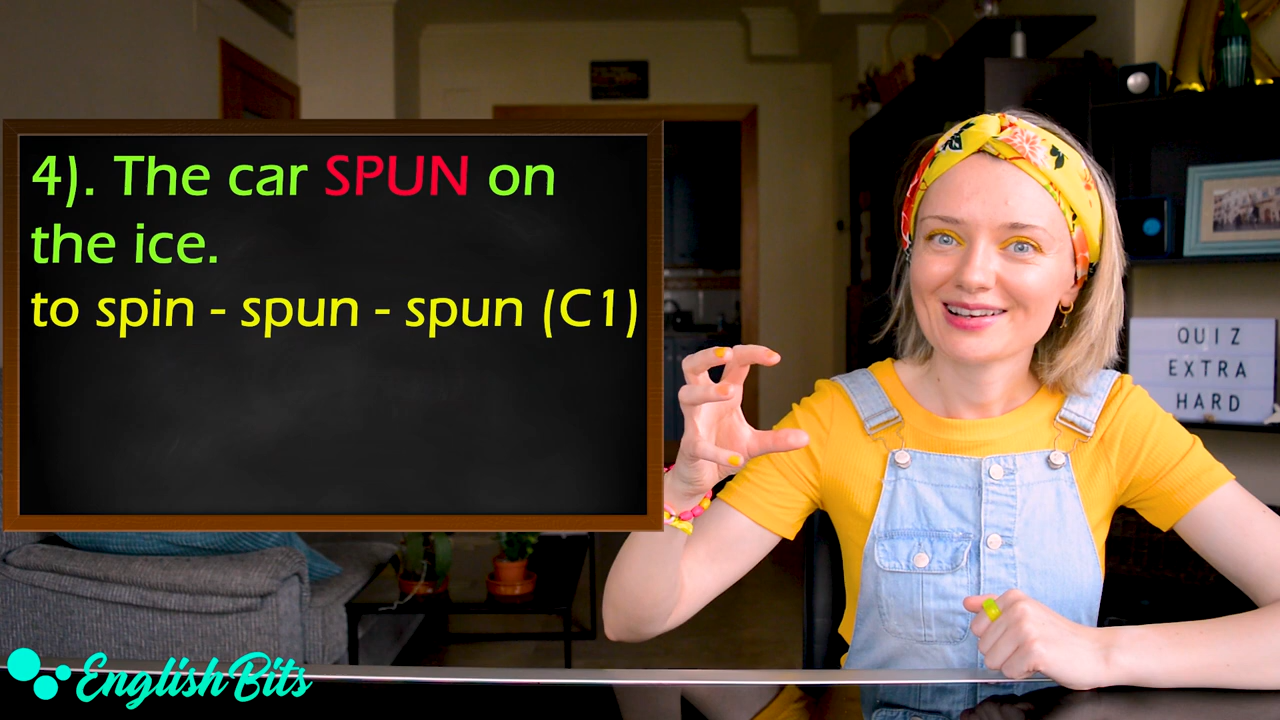 4). The car SPUN on
the ice.
to spin - spun - spun (C1)
QUIZ
EXTRA
HARD
EnglishBits